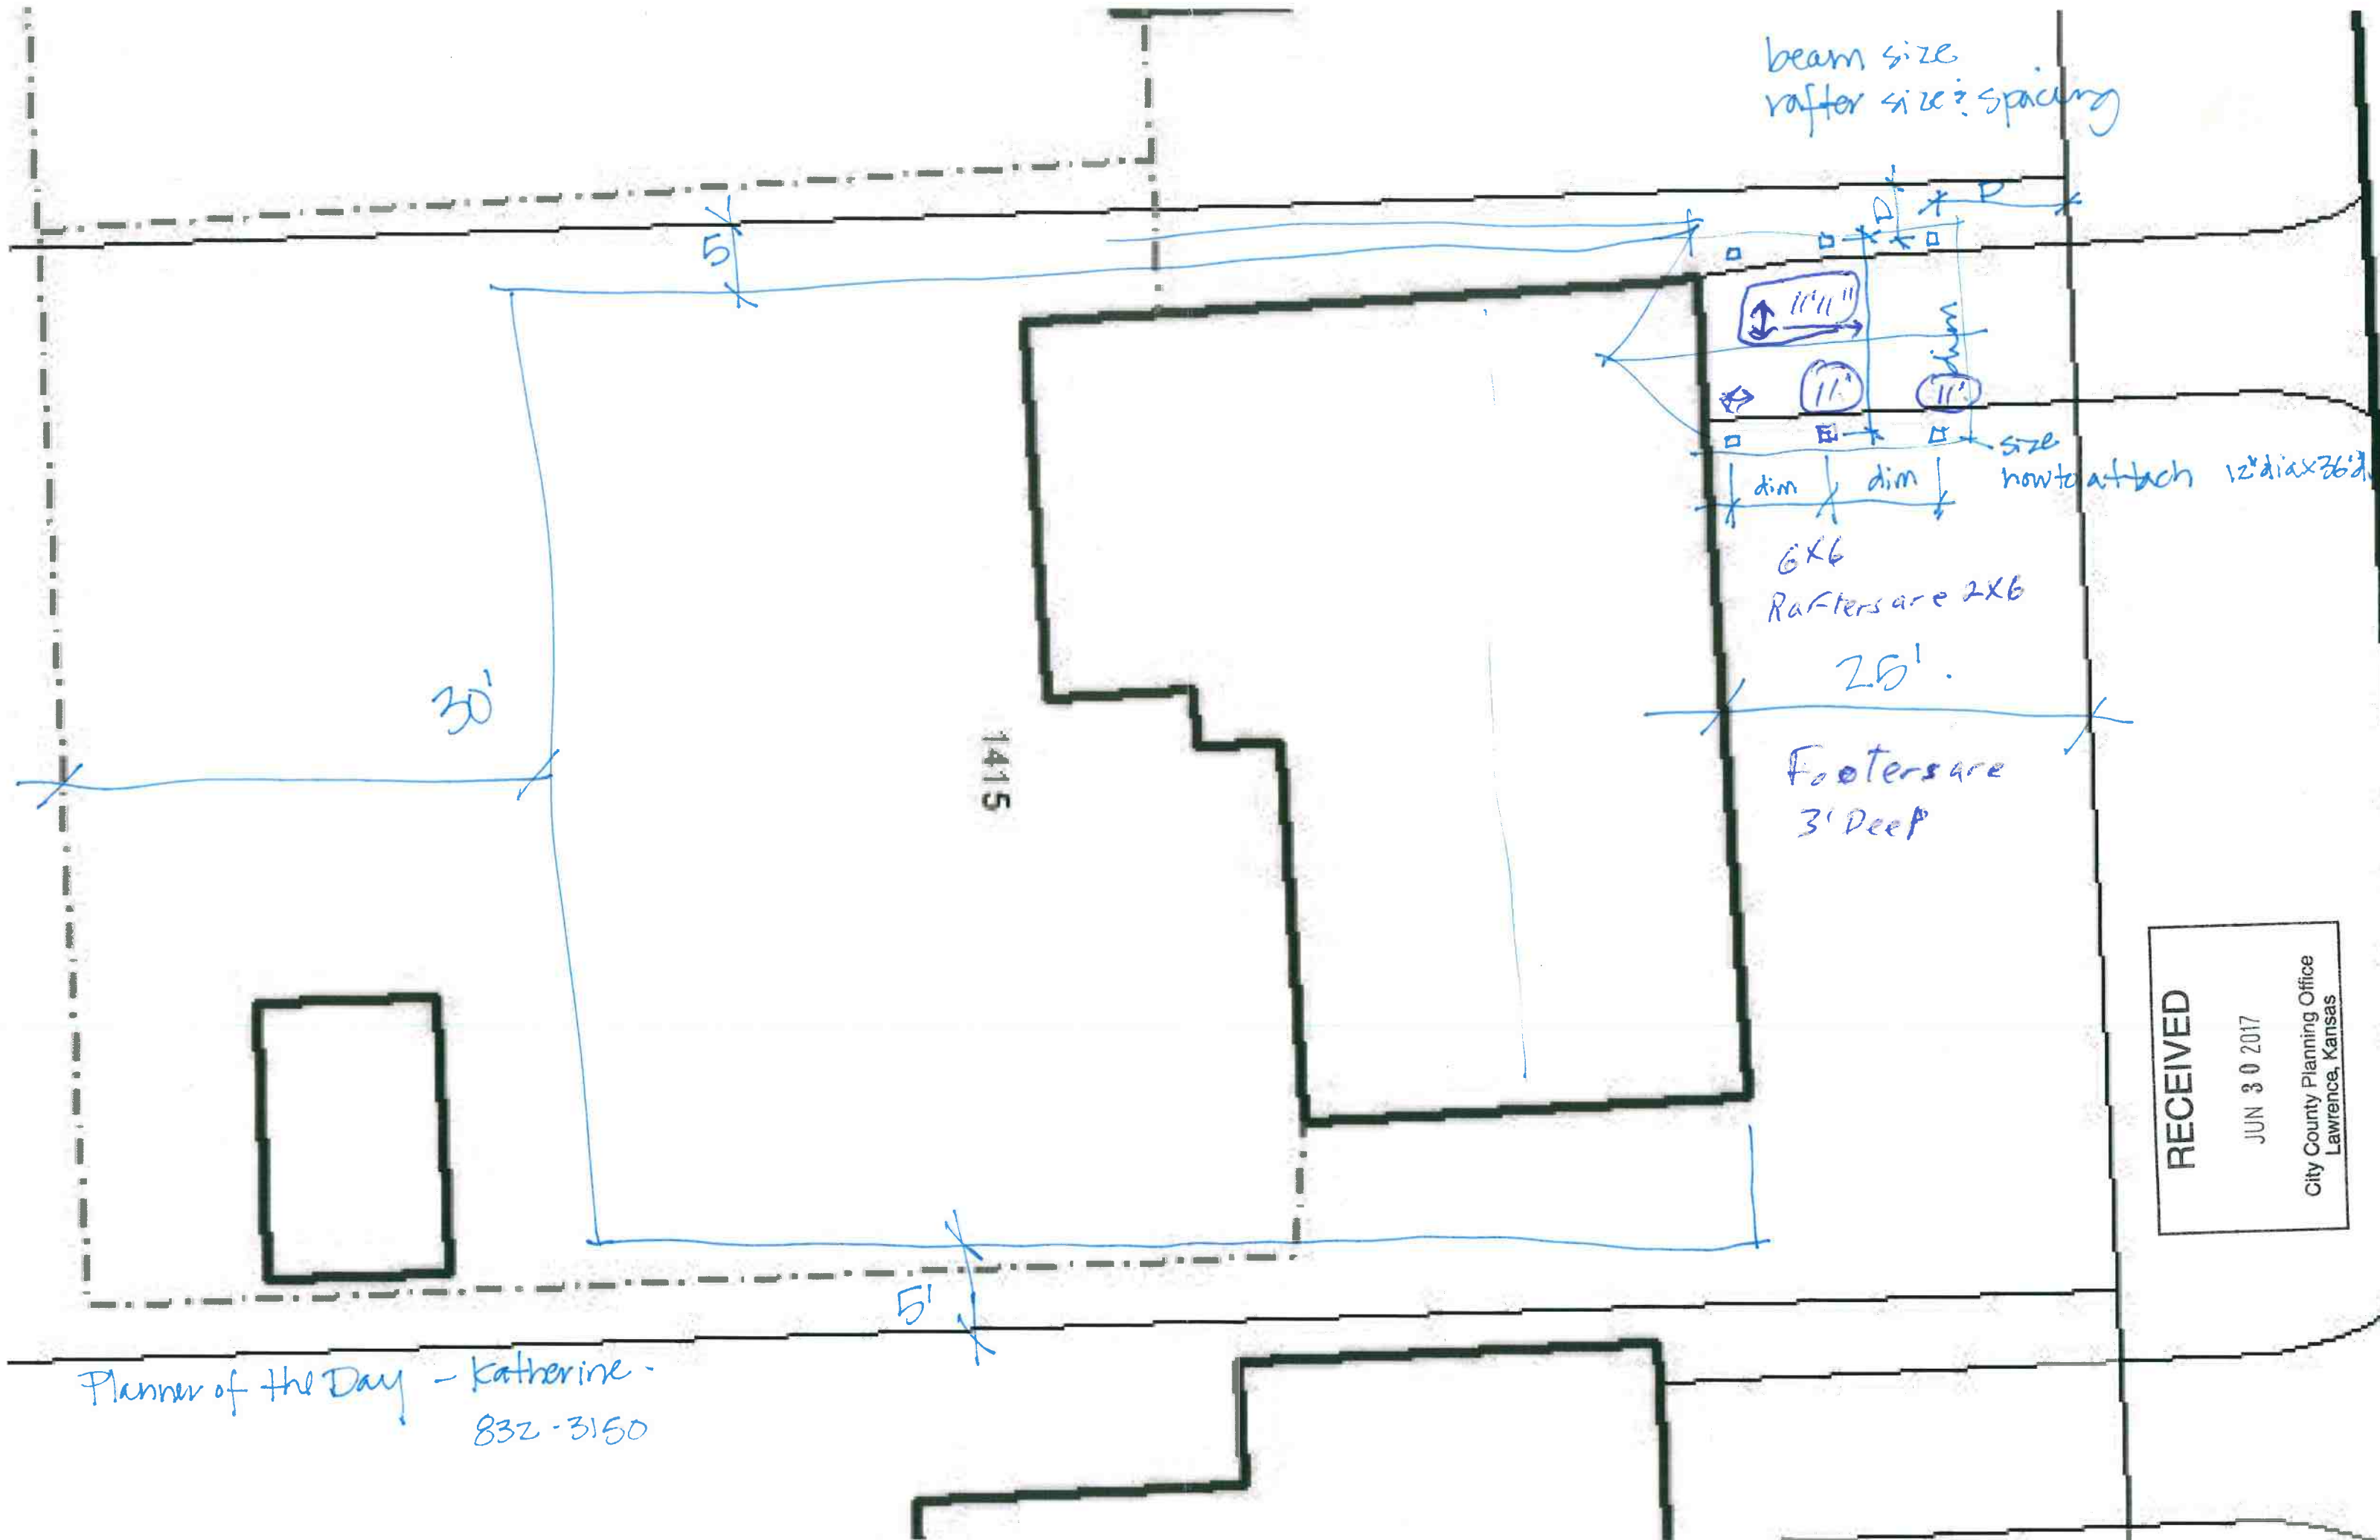 beam size
rafter size & spacing
D
D
5
11'11"
dim
11'
11'
size
how to attach 12" dia x 36" d.
dim
dim
6X6
Rafters are 2X6
25'
30'
1415
Footers are
3' Deep
RECEIVED
JUN 30 2017
City County Planning Office
Lawrence, Kansas
5'
Planner of the Day - Katherine.
832-3150